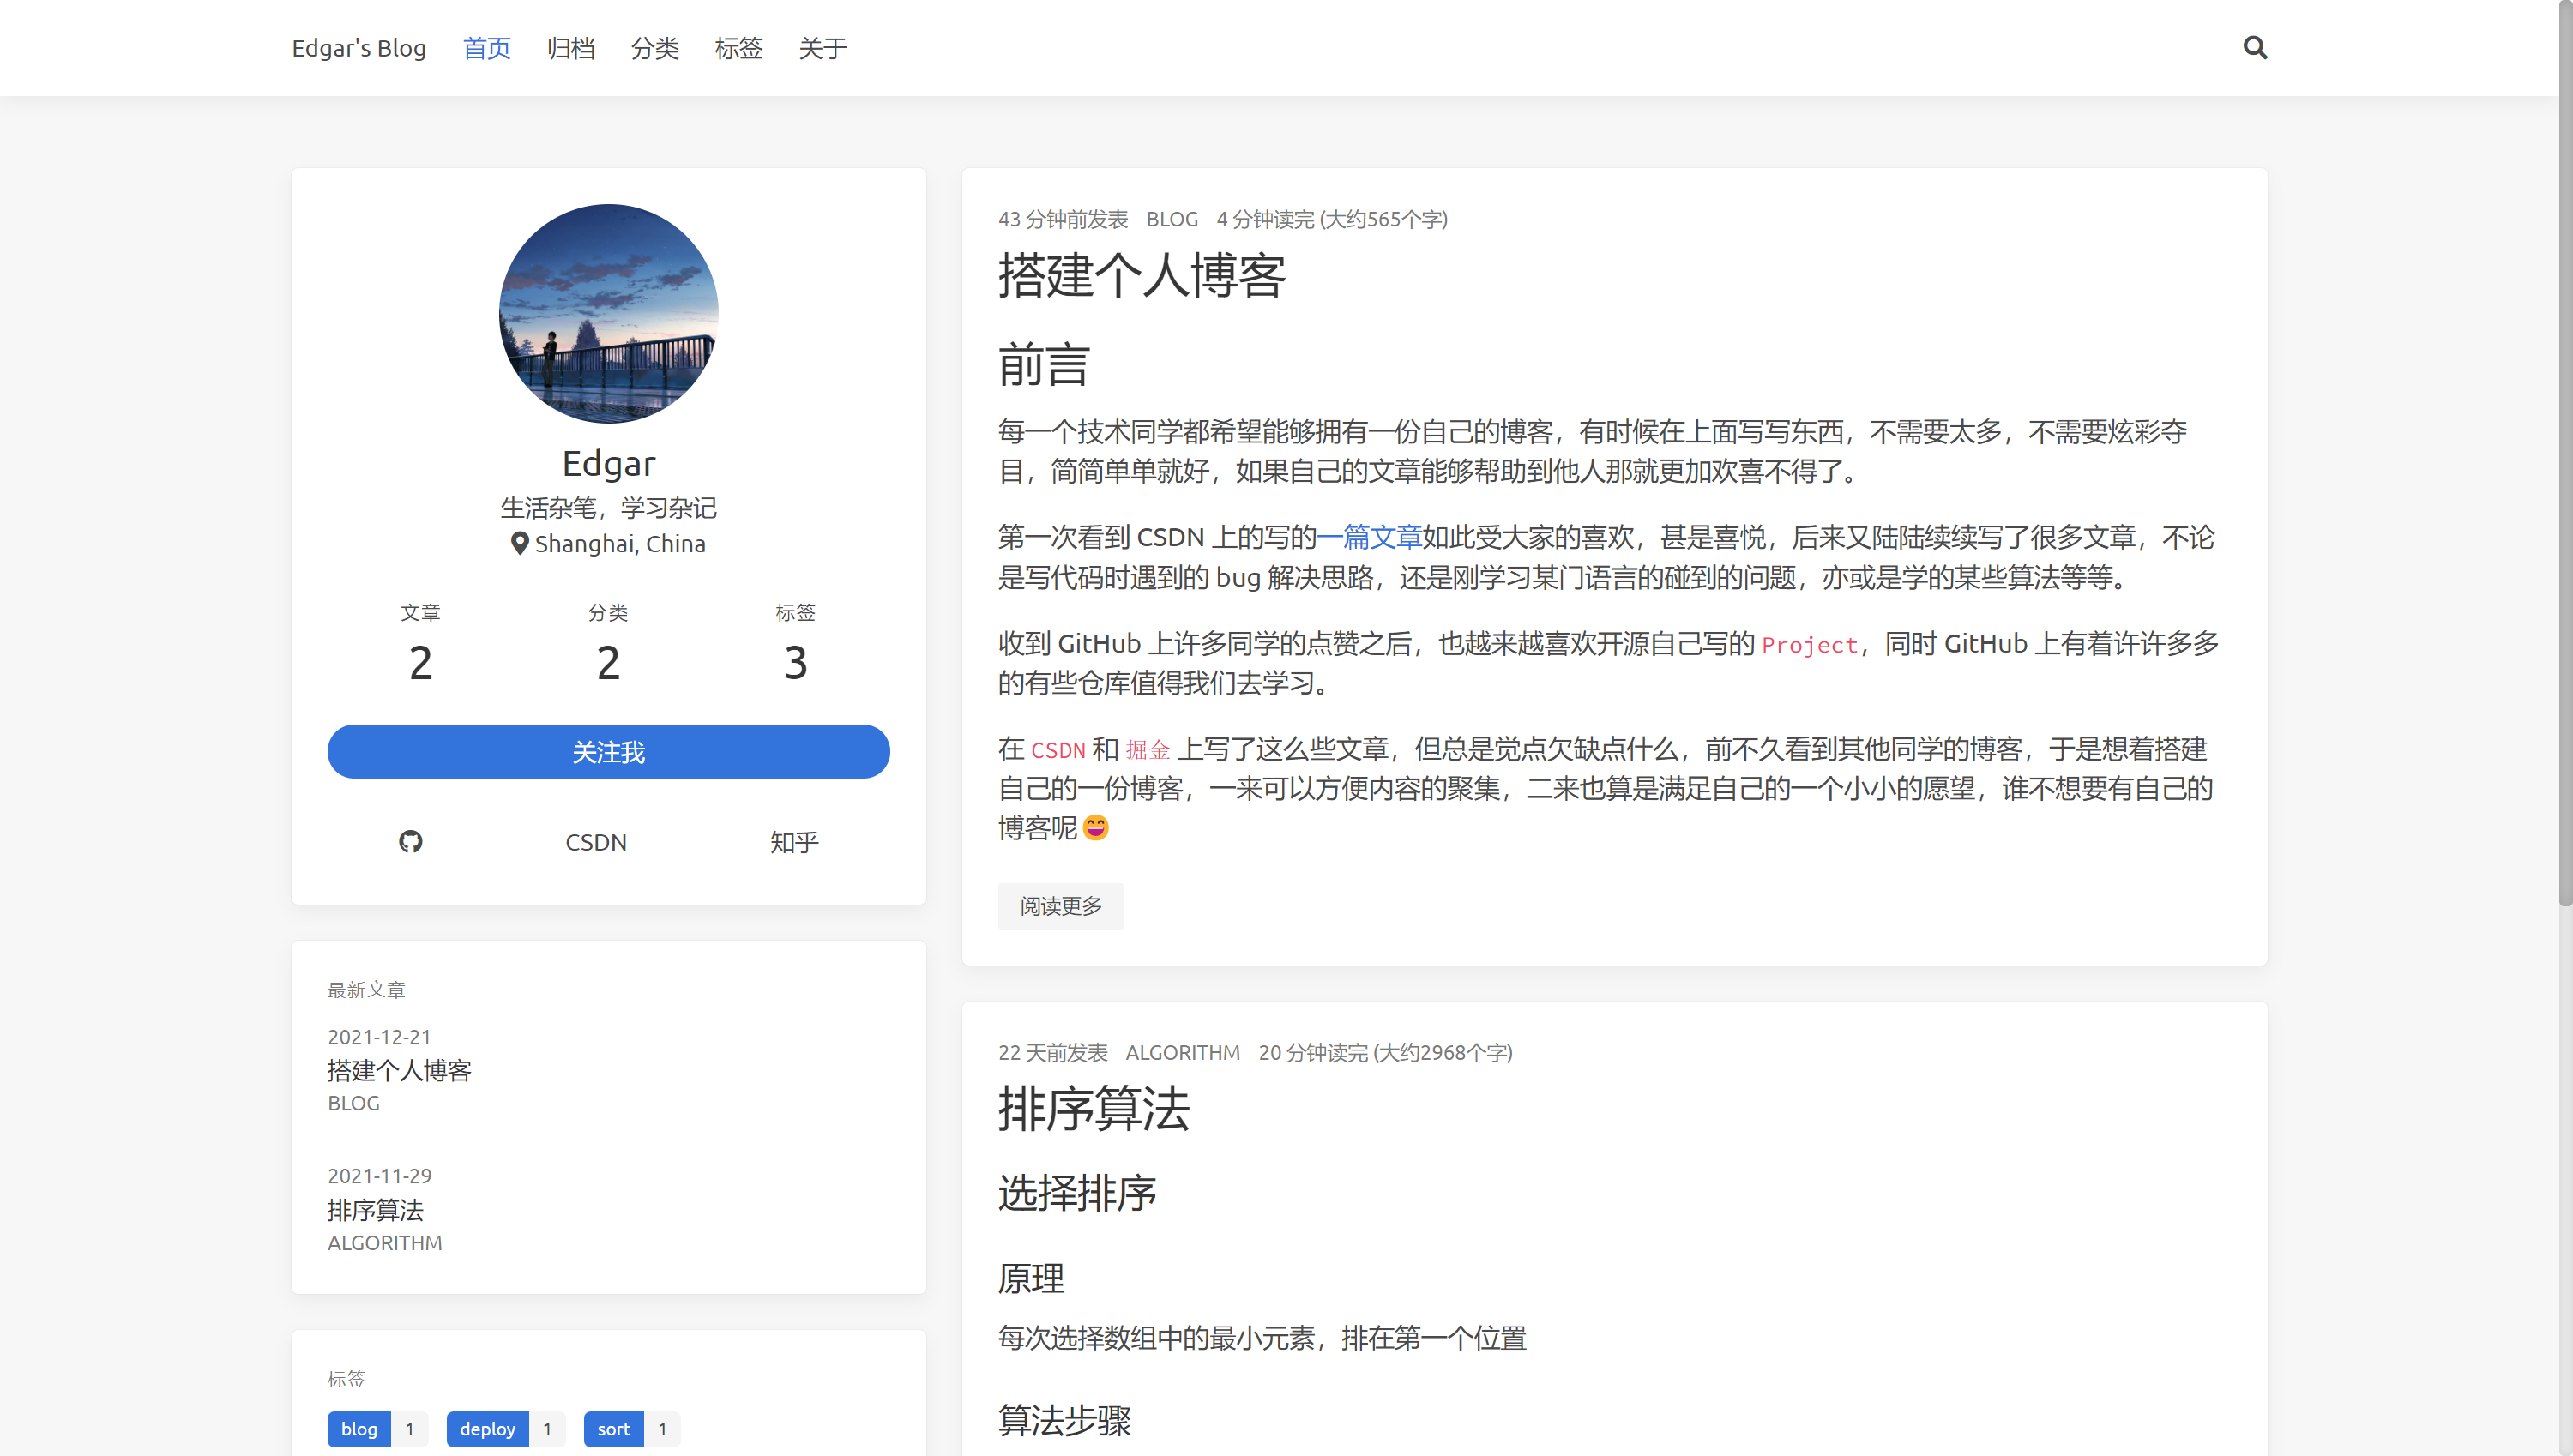 Edgar's Blog 首页 归档 分类 标签 关于
Edgar
生活杂笔，学习杂记
Shanghai, China
文章 分类 标签
2 2 3
关注我
CSDN 知乎
最新文章
2021-12-21
搭建个人博客
BLOG
2021-11-29
排序算法
ALGORITHM
标签
blog 1 deploy 1 sort 1
43 分钟前发表 BLOG 4 分钟读完 (大约565个字)
搭建个人博客
前言
每一个技术同学都希望能够拥有一份自己的博客，有时候在上面写写东西，不需要太多，不需要炫彩夺
目，简简单单就好，如果自己的文章能够帮助到他人那就更加欢喜不得了。
第一次看到 CSDN 上的写的一篇文章如此受大家的喜欢，甚是喜悦，后来又陆陆续续写了很多文章，不论
是写代码时遇到的 bug 解决思路，还是刚学习某门语言的碰到的问题，亦或是学的某些算法等等。
收到 GitHub 上许多同学的点赞之后，也越来越喜欢开源自己写的 Project，同时 GitHub 上有着许许多多
的有些仓库值得我们去学习。
在 CSDN 和 掘金 上写了这么些文章，但总是觉点欠缺点什么，前不久看到其他同学的博客，于是想着搭建
自己的一份博客，一来可以方便内容的聚集，二来也算是满足自己的一个小小的愿望，谁不想要有自己的
博客呢😄
阅读更多
22 天前发表 ALGORITHM 20 分钟读完 (大约2968个字)
排序算法
选择排序
原理
每次选择数组中的最小元素，排在第一个位置
算法步骤